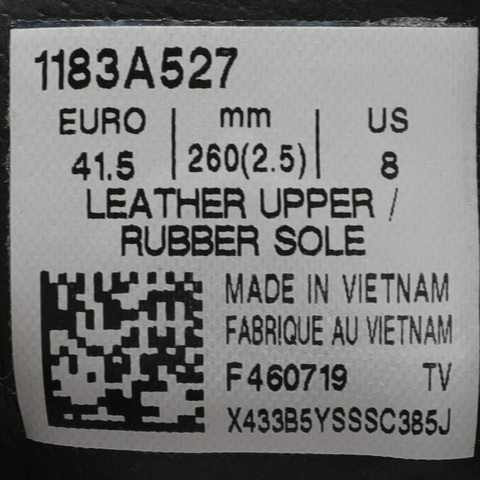 1183A527
EURO mm US
41.5 260(2.5) 8
LEATHER UPPER /
RUBBER SOLE
MADE IN VIETNAM
FABRIQUE AU VIETNAM
F460719 TV
X433B5YSSSC385J